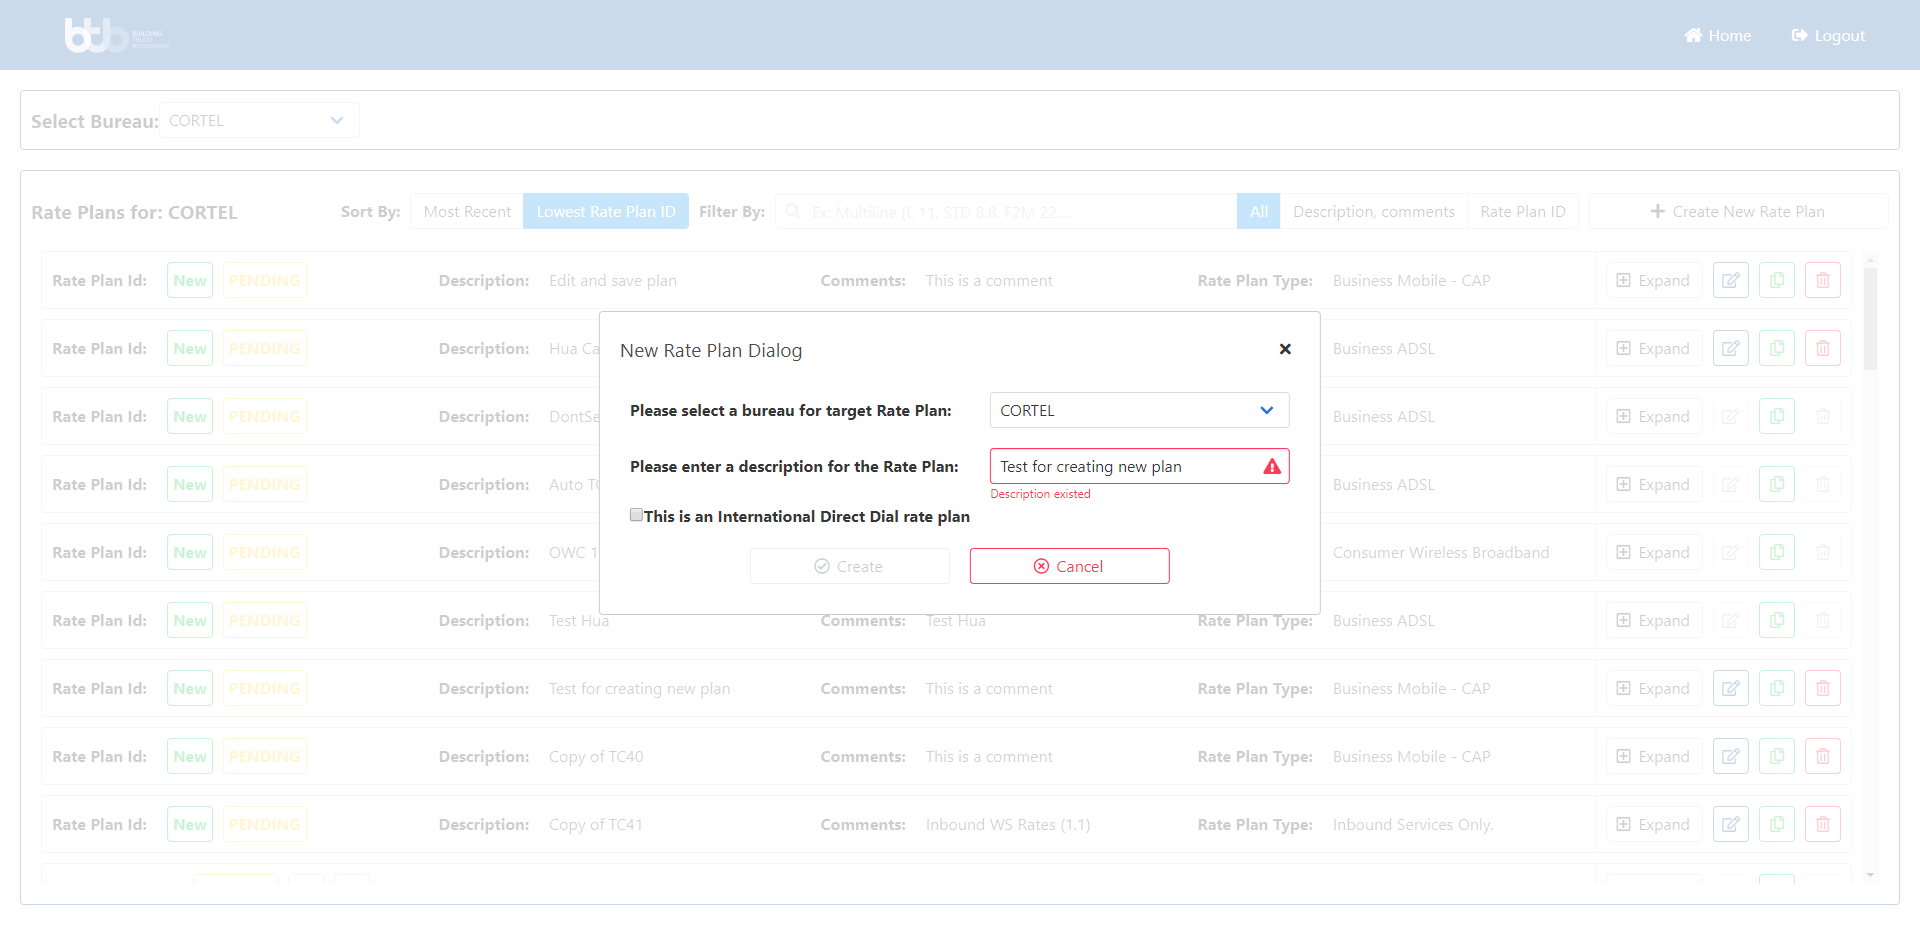 btb BUILDING TELCO BUSINESSES
Home Logout
Select Bureau: CORTEL
Rate Plans for: CORTEL Sort By: Most Recent Lowest Rate Plan ID Filter By: Ex: Multiline (L 11, STD 8.8, F2M 22,... All Description, comments Rate Plan ID Create New Rate Plan
Rate Plan Id: New PENDING Description: Edit and save plan Comments: This is a comment Rate Plan Type: Business Mobile - CAP Expand
Rate Plan Id: New PENDING Description: Hua Ca Business ADSL Expand
Rate Plan Id: New PENDING Description: DontSe Business ADSL Expand
Rate Plan Id: New PENDING Description: Auto TC Business ADSL Expand
Rate Plan Id: New PENDING Description: OWC 1 Consumer Wireless Broadband Expand
Rate Plan Id: New PENDING Description: Test Hua Comments: Test Hua Rate Plan Type: Business ADSL Expand
Rate Plan Id: New PENDING Description: Test for creating new plan Comments: This is a comment Rate Plan Type: Business Mobile - CAP Expand
Rate Plan Id: New PENDING Description: Copy of TC40 Comments: This is a comment Rate Plan Type: Business Mobile - CAP Expand
Rate Plan Id: New PENDING Description: Copy of TC41 Comments: Inbound WS Rates (1.1) Rate Plan Type: Inbound Services Only. Expand
New Rate Plan Dialog
Please select a bureau for target Rate Plan: CORTEL
Please enter a description for the Rate Plan: Test for creating new plan
Description existed
This is an International Direct Dial rate plan
Create Cancel